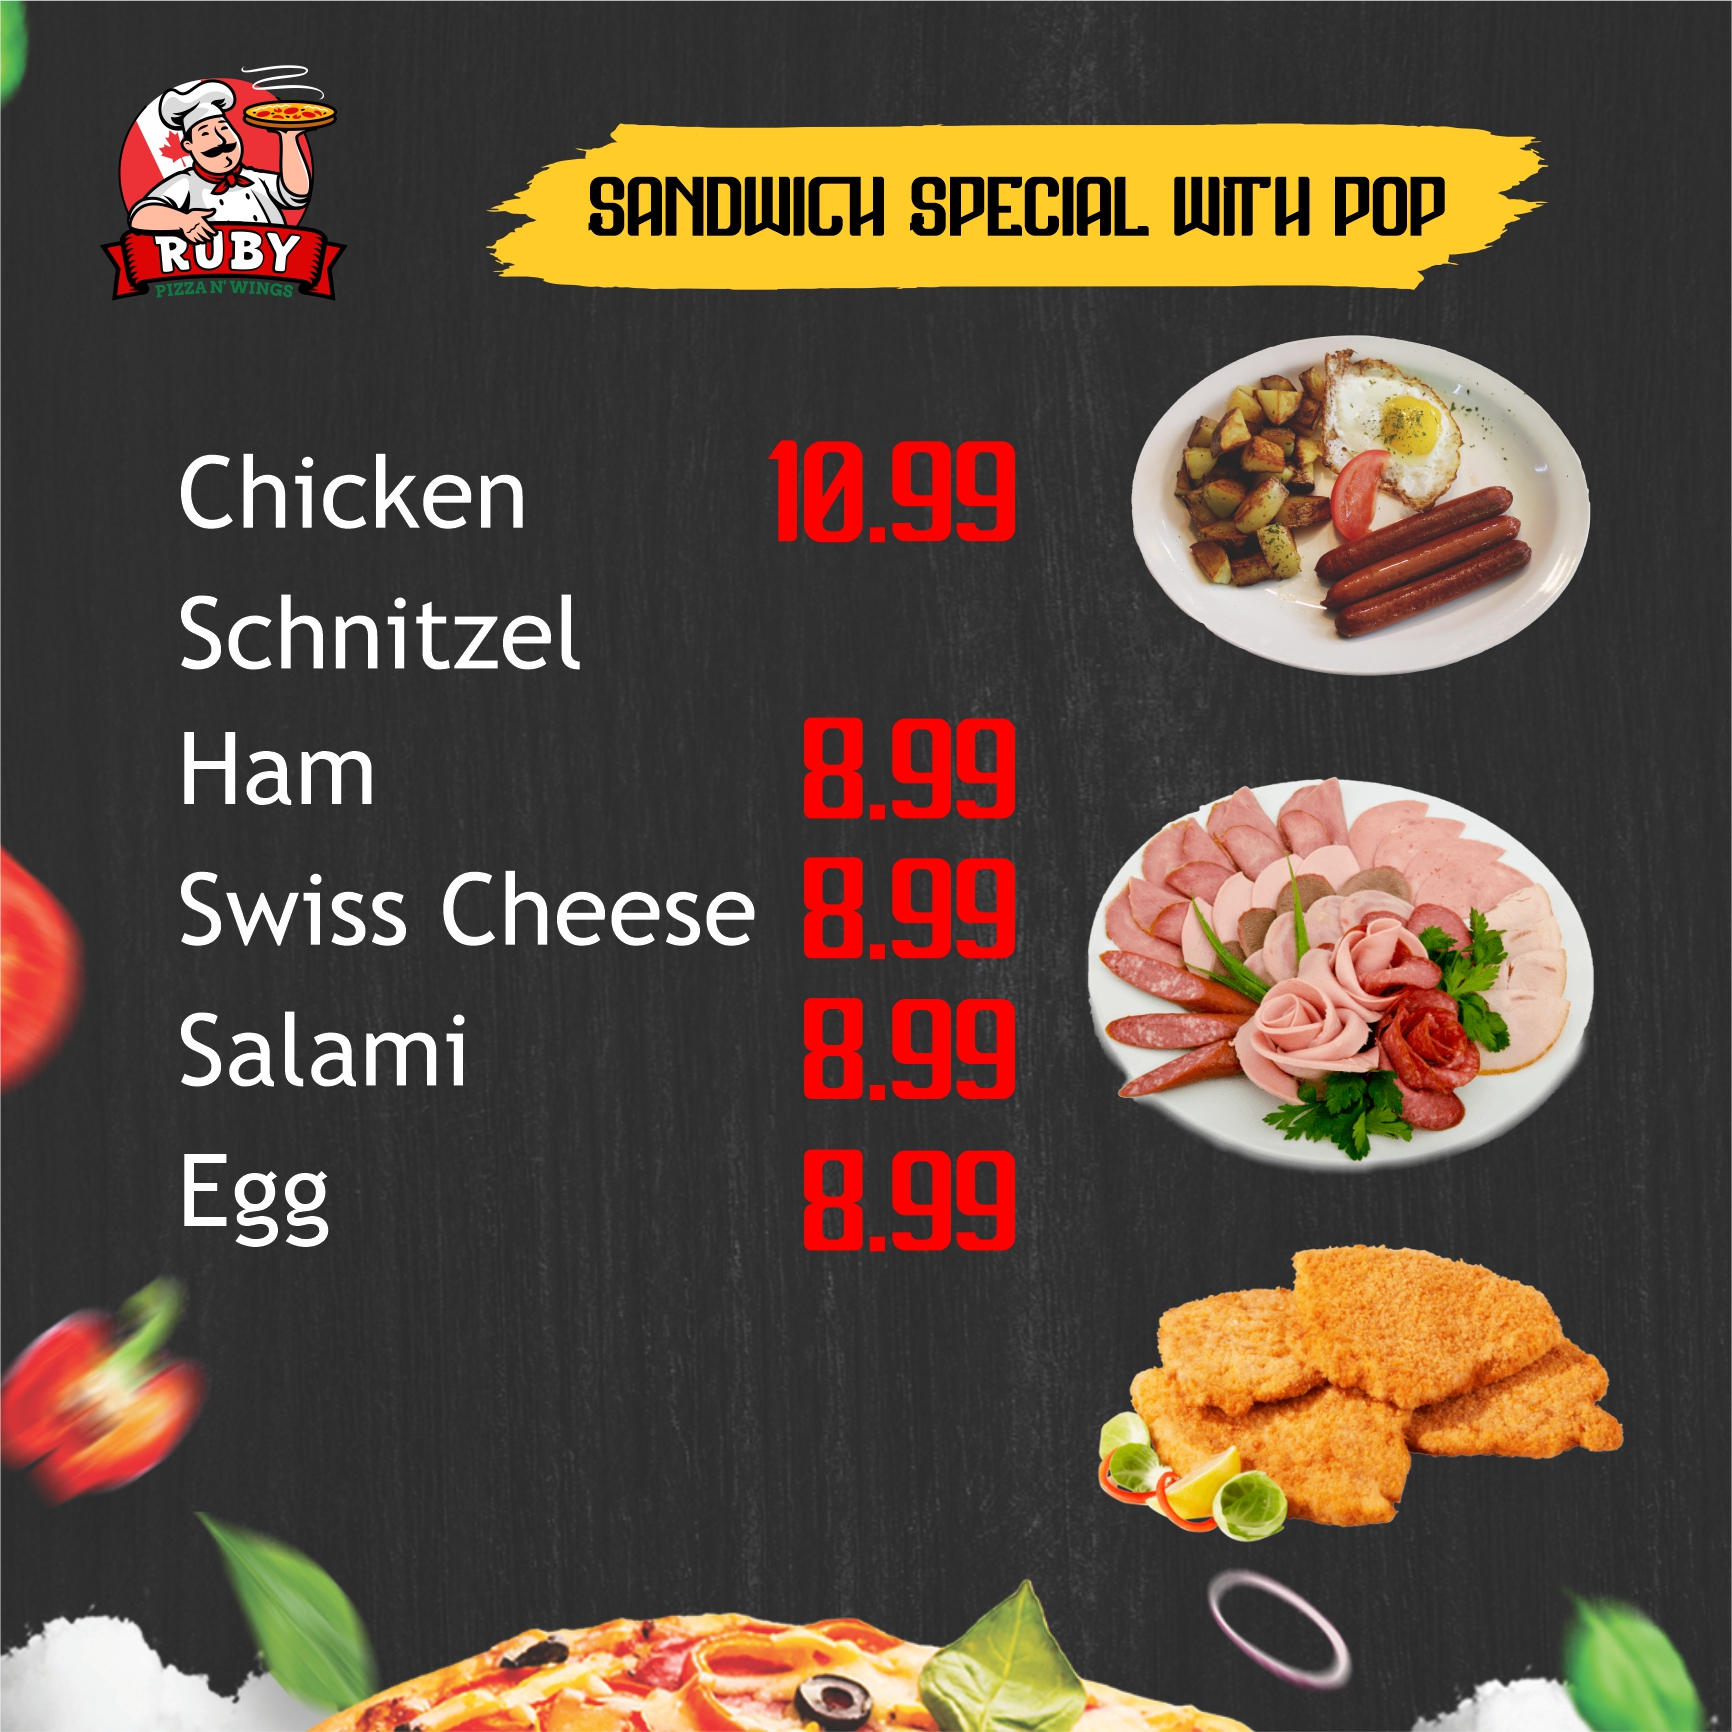 RUBY
PIZZA N' WINGS
SANDWICH SPECIAL WITH POP
Chicken 10.99
Schnitzel
Ham 8.99
Swiss Cheese 8.99
Salami 8.99
Egg 8.99